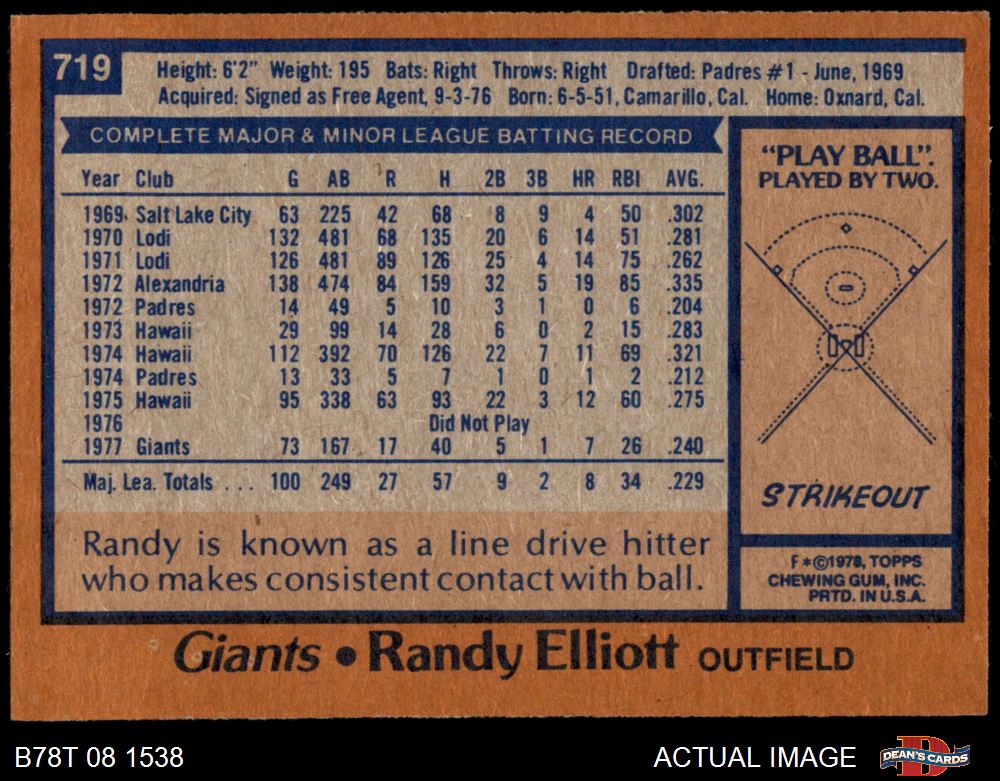 719
Height: 6'2" Weight: 195 Bats: Right Throws: Right Drafted: Padres #1 - June, 1969
Acquired: Signed as Free Agent, 9-3-76 Born: 6-5-51, Camarillo, Cal. Home: Oxnard, Cal.
COMPLETE MAJOR & MINOR LEAGUE BATTING RECORD
Year Club G AB R H 2B 3B HR RBI AVG.
1969 Salt Lake City 63 225 42 68 8 9 4 50 .302
1970 Lodi 132 481 68 135 20 6 14 51 .281
1971 Lodi 126 481 89 126 25 4 14 75 .262
1972 Alexandria 138 474 84 159 32 5 19 85 .335
1972 Padres 14 49 5 10 3 1 0 6 .204
1973 Hawaii 29 99 14 28 6 0 2 15 .283
1974 Hawaii 112 392 70 126 22 7 11 69 .321
1974 Padres 13 33 5 7 1 0 1 2 .212
1975 Hawaii 95 338 63 93 22 3 12 60 .275
1976 Did Not Play
1977 Giants 73 167 17 40 5 1 7 26 .240
Maj. Lea. Totals . . . 100 249 27 57 9 2 8 34 .229
Randy is known as a line drive hitter
who makes consistent contact with ball.
"PLAY BALL".
PLAYED BY TWO.
STRIKEOUT
F*©1978, TOPPS
CHEWING GUM, INC.
PRTD. IN U.S.A.
Giants • Randy Elliott OUTFIELD
B78T 08 1538
ACTUAL IMAGE
DEAN'S CARDS